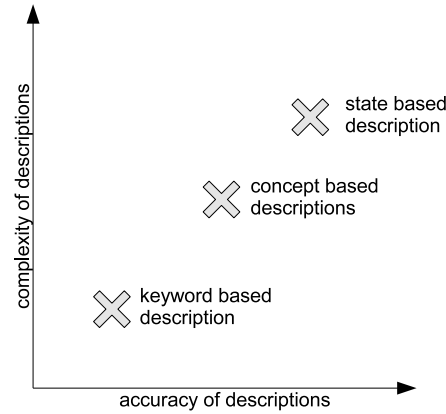 complexity of descriptions
state based
description
concept based
descriptions
keyword based
description
accuracy of descriptions